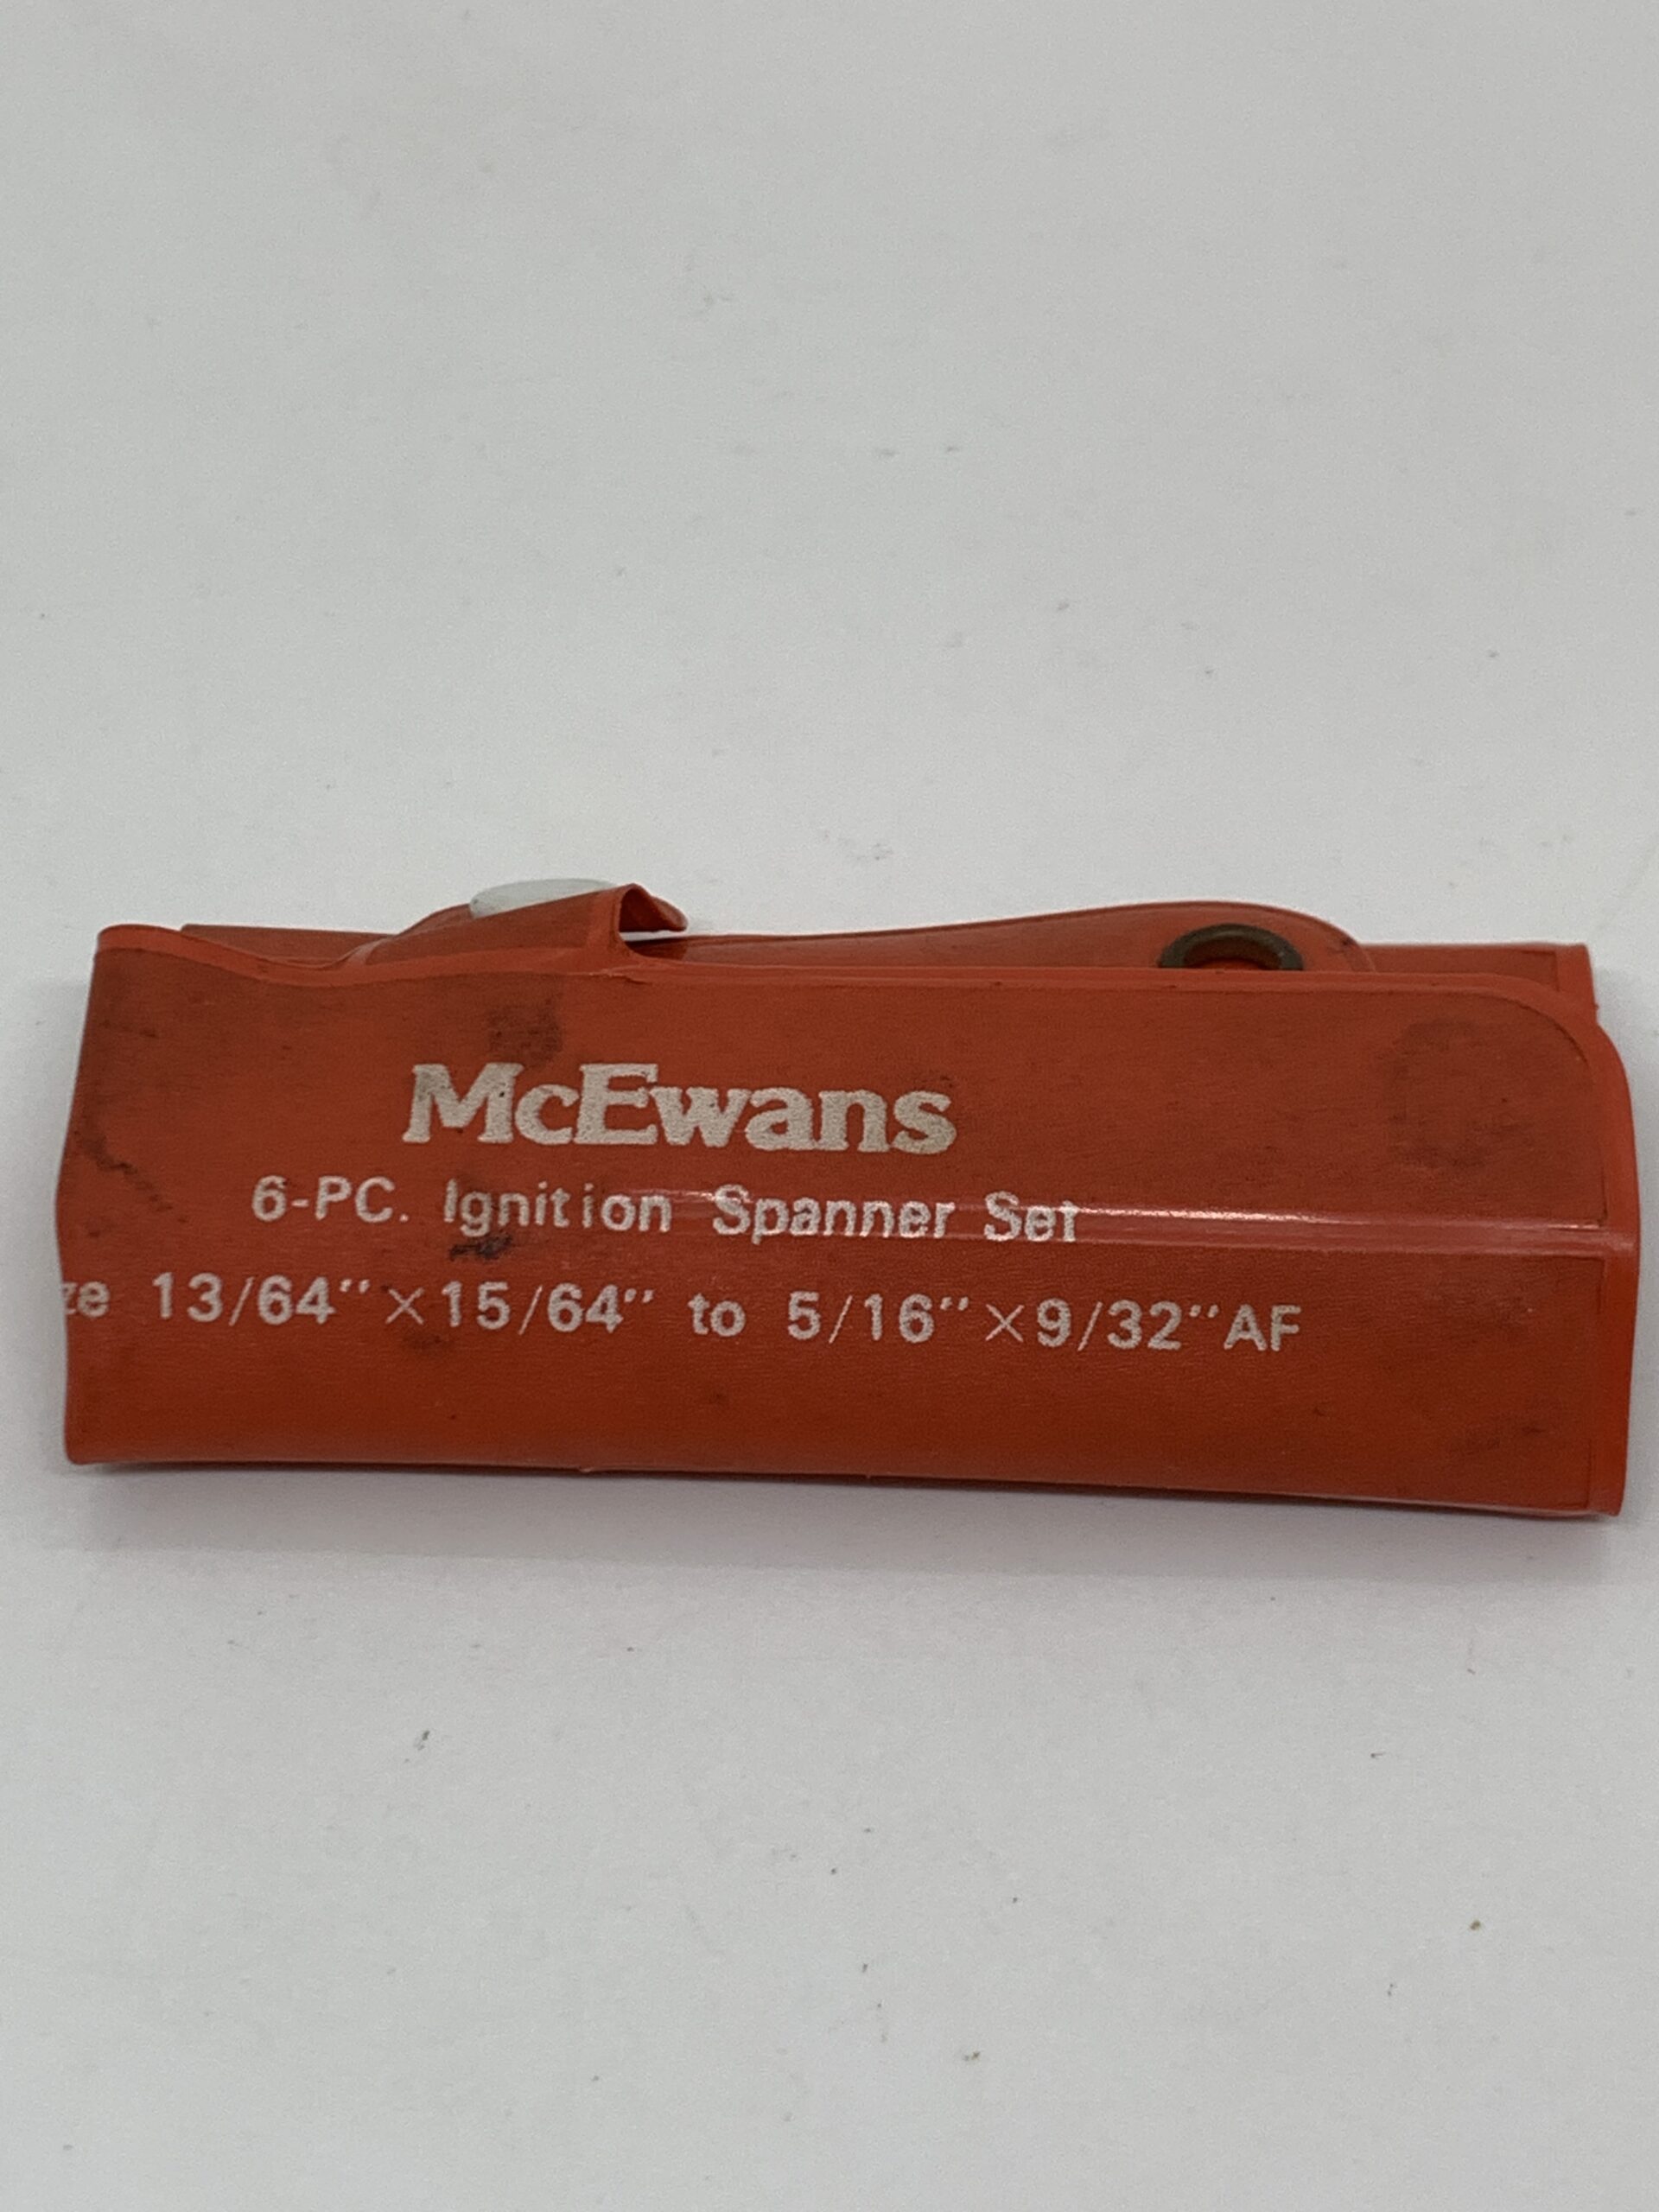 McEwans
6-PC. Ignition Spanner Set
ze 13/64"×15/64" to 5/16"×9/32"AF